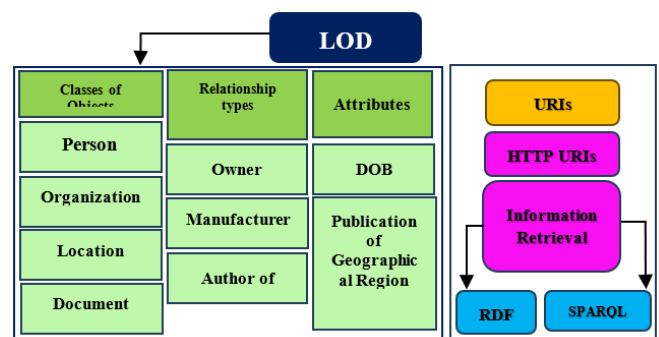 LOD
Classes of
Objects
Person
Organization
Location
Document
Relationship
types
Owner
Manufacturer
Author of
Attributes
DOB
Publication
of
Geographic
al Region
URIs
HTTP URIs
Information
Retrieval
RDF
SPARQL